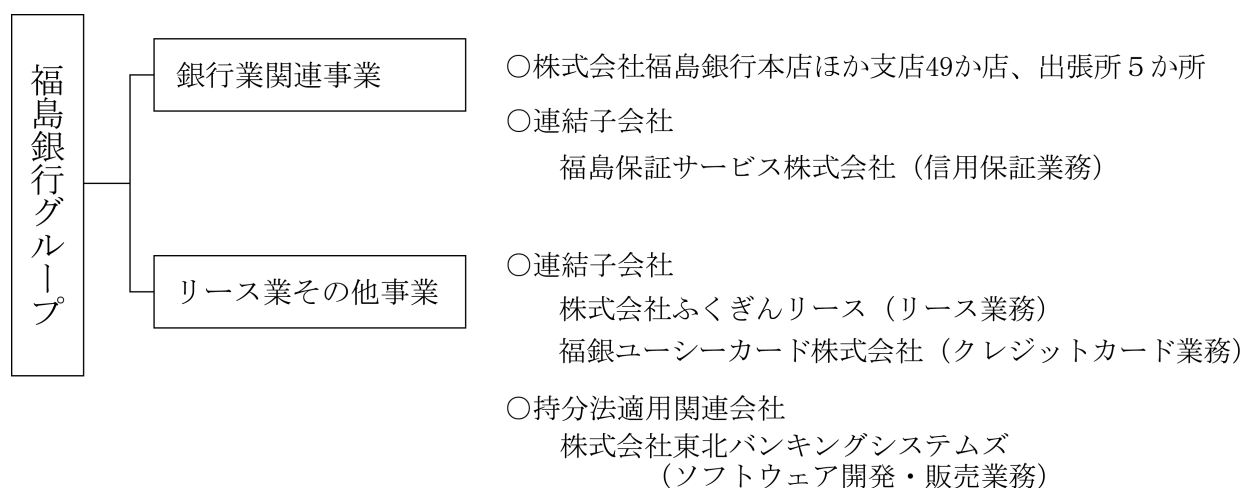 福島銀行グループ
銀行業関連事業
○株式会社福島銀行本店ほか支店49か店、出張所５か所
○連結子会社
福島保証サービス株式会社（信用保証業務）
リース業その他事業
○連結子会社
株式会社ふくぎんリース（リース業務）
福銀ユーシーカード株式会社（クレジットカード業務）
○持分法適用関連会社
株式会社東北バンキングシステムズ
（ソフトウェア開発・販売業務）